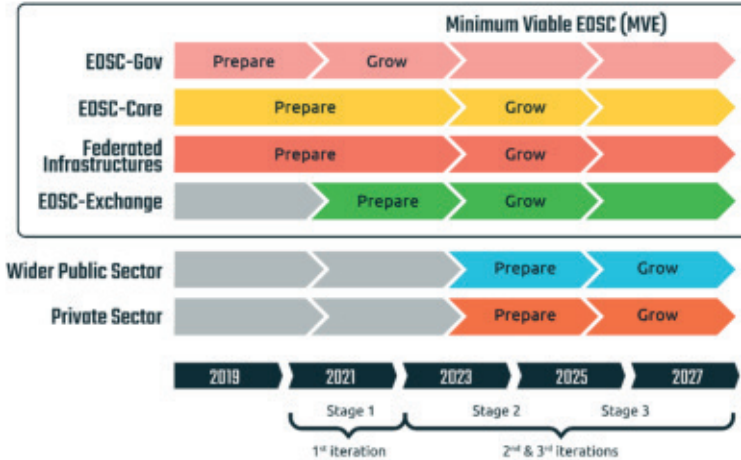 Minimum Viable EOSC (MVE)
EOSC-Gov
Prepare
Grow
EOSC-Core
Prepare
Grow
Federated
Infrastructures
Prepare
Grow
EOSC-Exchange
Prepare
Grow
Wider Public Sector
Prepare
Grow
Private Sector
Prepare
Grow
2019
2021
2023
2025
2027
Stage 1
Stage 2
Stage 3
1st iteration
2nd & 3rd iterations